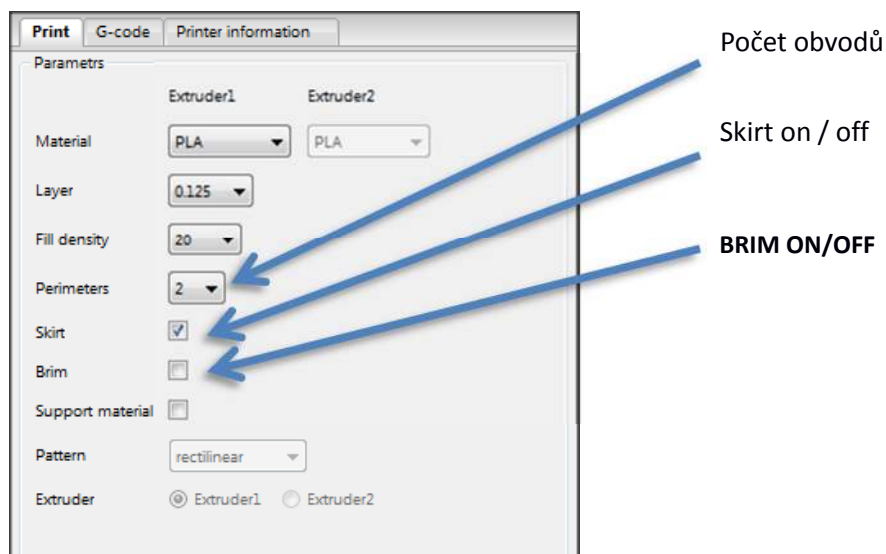 Print G-code Printer information
Parametrs
Extruder1 Extruder2
Material PLA PLA
Layer 0.125
Fill density 20
Perimeters 2
Skirt
Brim
Support material
Pattern rectilinear
Extruder Extruder1 Extruder2
Počet obvodů
Skirt on / off
BRIM ON/OFF